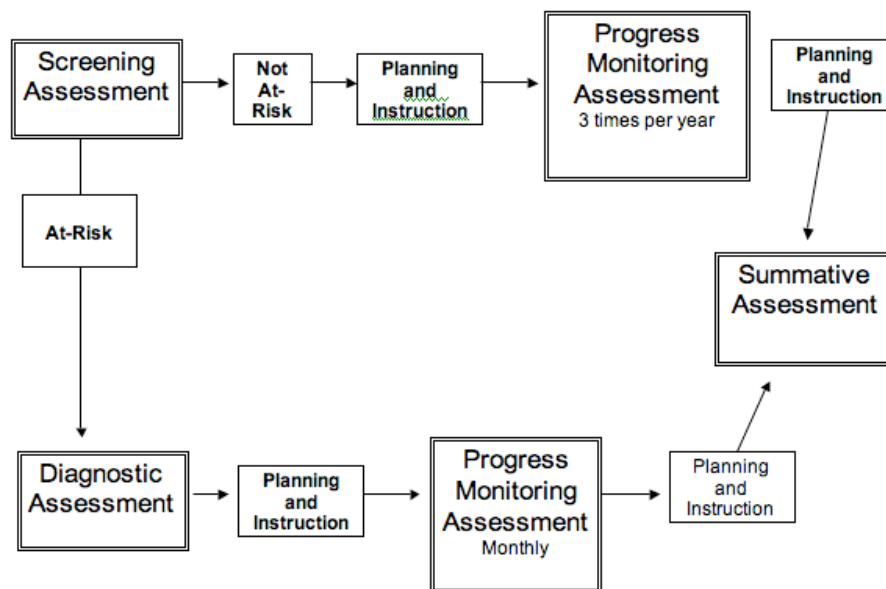 Screening
Assessment
Not
At-
Risk
Planning
and
Instruction
Progress
Monitoring
Assessment
3 times per year
Planning
and
Instruction
At-Risk
Summative
Assessment
Diagnostic
Assessment
Planning
and
Instruction
Progress
Monitoring
Assessment
Monthly
Planning
and
Instruction